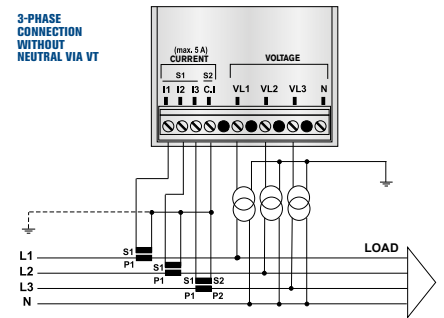 3-PHASE
CONNECTION
WITHOUT
NEUTRAL VIA VT
(max. 5 A)
CURRENT
VOLTAGE
S1 S2
I1 I2 I3 C.I VL1 VL2 VL3 N
LOAD
L1 S1
P1
L2 S1
P1
L3 S1 S2
N P1 P2